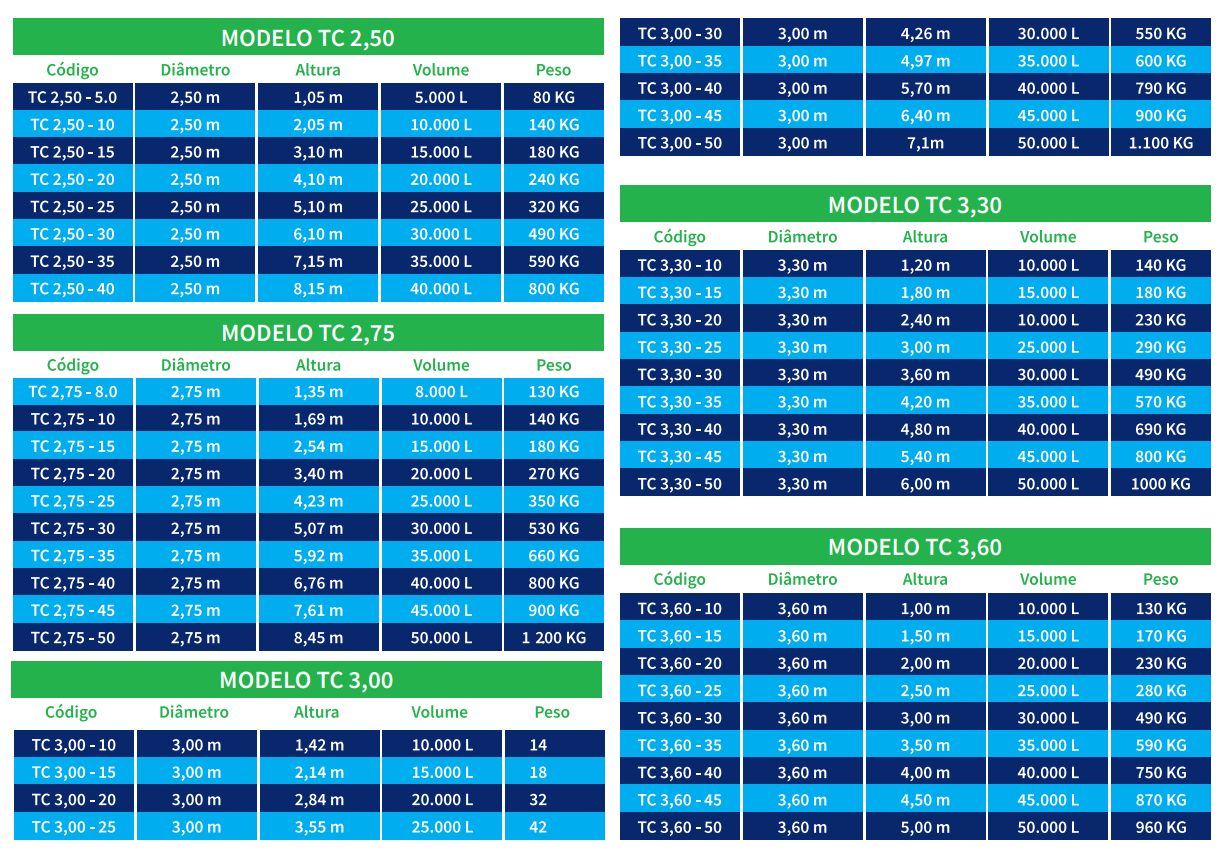 MODELO TC 2,50
Código Diâmetro Altura Volume Peso
TC 2,50 - 5.0 2,50 m 1,05 m 5.000 L 80 KG
TC 2,50 - 10 2,50 m 2,05 m 10.000 L 140 KG
TC 2,50 - 15 2,50 m 3,10 m 15.000 L 180 KG
TC 2,50 - 20 2,50 m 4,10 m 20.000 L 240 KG
TC 2,50 - 25 2,50 m 5,10 m 25.000 L 320 KG
TC 2,50 - 30 2,50 m 6,10 m 30.000 L 490 KG
TC 2,50 - 35 2,50 m 7,15 m 35.000 L 590 KG
TC 2,50 - 40 2,50 m 8,15 m 40.000 L 800 KG
MODELO TC 2,75
Código Diâmetro Altura Volume Peso
TC 2,75 - 8.0 2,75 m 1,35 m 8.000 L 130 KG
TC 2,75 - 10 2,75 m 1,69 m 10.000 L 140 KG
TC 2,75 - 15 2,75 m 2,54 m 15.000 L 180 KG
TC 2,75 - 20 2,75 m 3,40 m 20.000 L 270 KG
TC 2,75 - 25 2,75 m 4,23 m 25.000 L 350 KG
TC 2,75 - 30 2,75 m 5,07 m 30.000 L 530 KG
TC 2,75 - 35 2,75 m 5,92 m 35.000 L 660 KG
TC 2,75 - 40 2,75 m 6,76 m 40.000 L 800 KG
TC 2,75 - 45 2,75 m 7,61 m 45.000 L 900 KG
TC 2,75 - 50 2,75 m 8,45 m 50.000 L 1 200 KG
MODELO TC 3,00
Código Diâmetro Altura Volume Peso
TC 3,00 - 10 3,00 m 1,42 m 10.000 L 14
TC 3,00 - 15 3,00 m 2,14 m 15.000 L 18
TC 3,00 - 20 3,00 m 2,84 m 20.000 L 32
TC 3,00 - 25 3,00 m 3,55 m 25.000 L 42
TC 3,00 - 30 3,00 m 4,26 m 30.000 L 550 KG
TC 3,00 - 35 3,00 m 4,97 m 35.000 L 600 KG
TC 3,00 - 40 3,00 m 5,70 m 40.000 L 790 KG
TC 3,00 - 45 3,00 m 6,40 m 45.000 L 900 KG
TC 3,00 - 50 3,00 m 7,1m 50.000 L 1.100 KG
MODELO TC 3,30
Código Diâmetro Altura Volume Peso
TC 3,30 - 10 3,30 m 1,20 m 10.000 L 140 KG
TC 3,30 - 15 3,30 m 1,80 m 15.000 L 180 KG
TC 3,30 - 20 3,30 m 2,40 m 10.000 L 230 KG
TC 3,30 - 25 3,30 m 3,00 m 25.000 L 290 KG
TC 3,30 - 30 3,30 m 3,60 m 30.000 L 490 KG
TC 3,30 - 35 3,30 m 4,20 m 35.000 L 570 KG
TC 3,30 - 40 3,30 m 4,80 m 40.000 L 690 KG
TC 3,30 - 45 3,30 m 5,40 m 45.000 L 800 KG
TC 3,30 - 50 3,30 m 6,00 m 50.000 L 1000 KG
MODELO TC 3,60
Código Diâmetro Altura Volume Peso
TC 3,60 - 10 3,60 m 1,00 m 10.000 L 130 KG
TC 3,60 - 15 3,60 m 1,50 m 15.000 L 170 KG
TC 3,60 - 20 3,60 m 2,00 m 20.000 L 230 KG
TC 3,60 - 25 3,60 m 2,50 m 25.000 L 280 KG
TC 3,60 - 30 3,60 m 3,00 m 30.000 L 490 KG
TC 3,60 - 35 3,60 m 3,50 m 35.000 L 590 KG
TC 3,60 - 40 3,60 m 4,00 m 40.000 L 750 KG
TC 3,60 - 45 3,60 m 4,50 m 45.000 L 870 KG
TC 3,60 - 50 3,60 m 5,00 m 50.000 L 960 KG